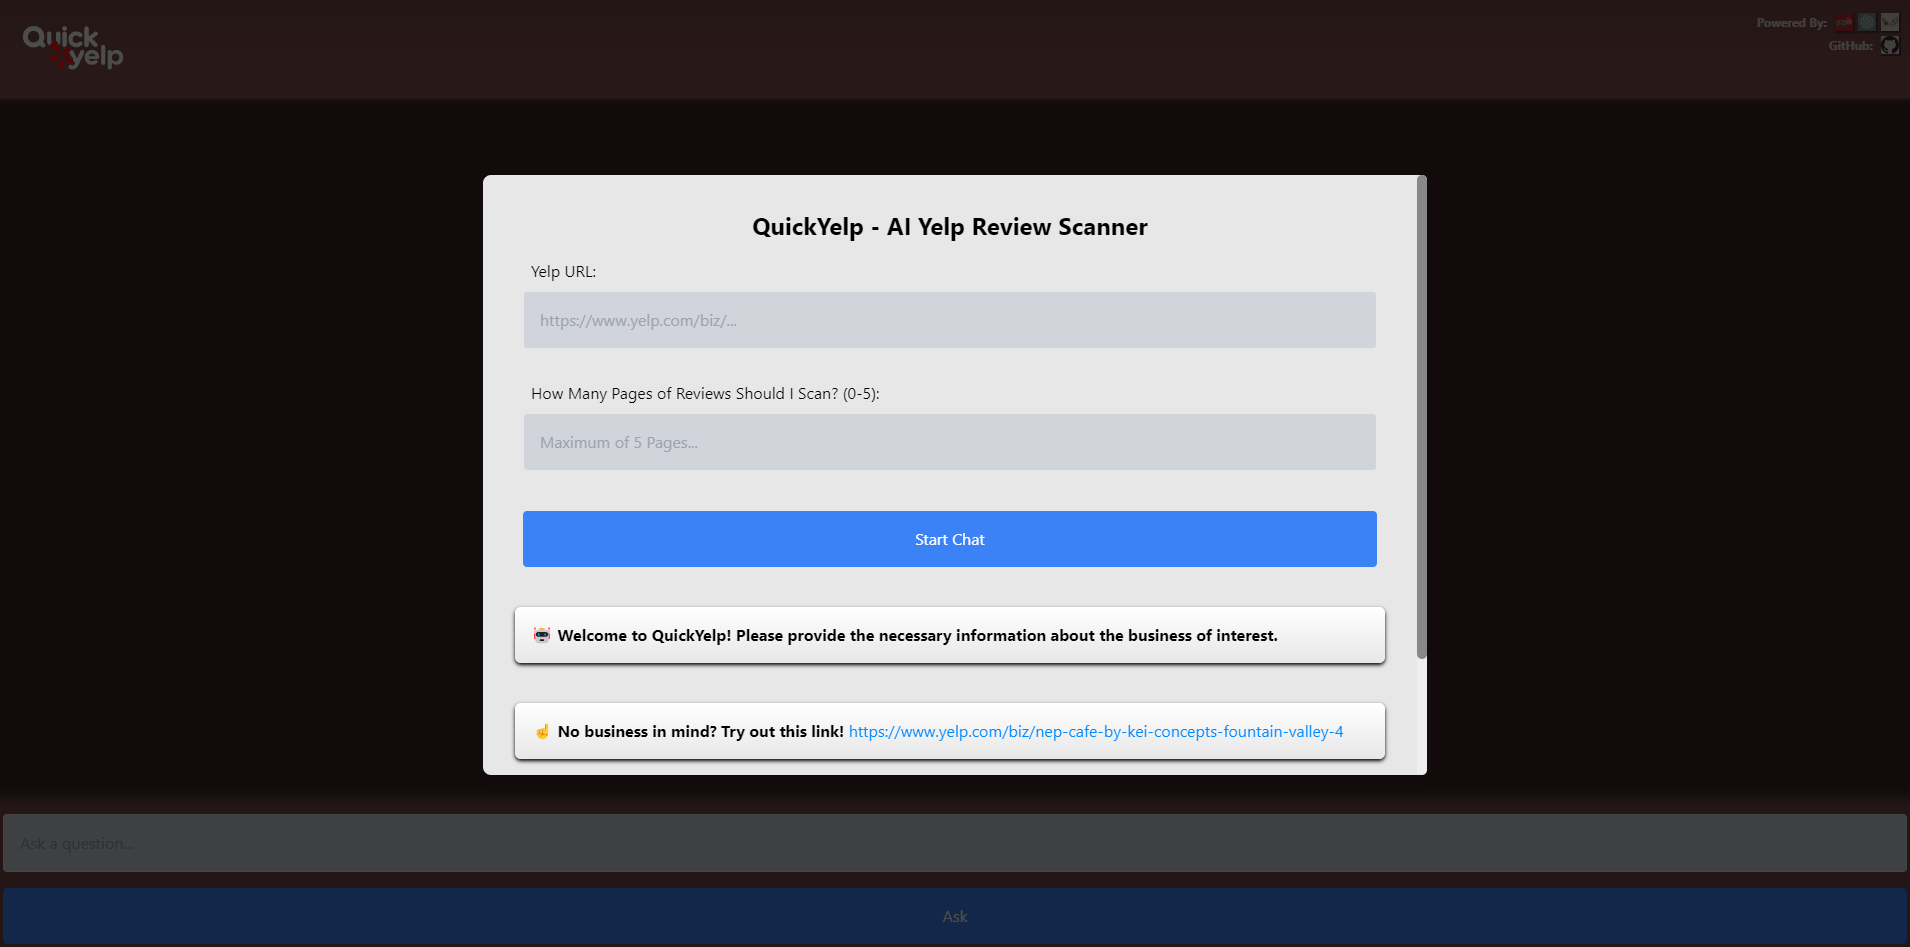 Quick
yelp
Powered By:
GitHub:
QuickYelp - AI Yelp Review Scanner
Yelp URL:
https://www.yelp.com/biz/...
How Many Pages of Reviews Should I Scan? (0-5):
Maximum of 5 Pages...
Start Chat
Welcome to QuickYelp! Please provide the necessary information about the business of interest.
No business in mind? Try out this link! https://www.yelp.com/biz/nep-cafe-by-kei-concepts-fountain-valley-4
Ask a question...
Ask